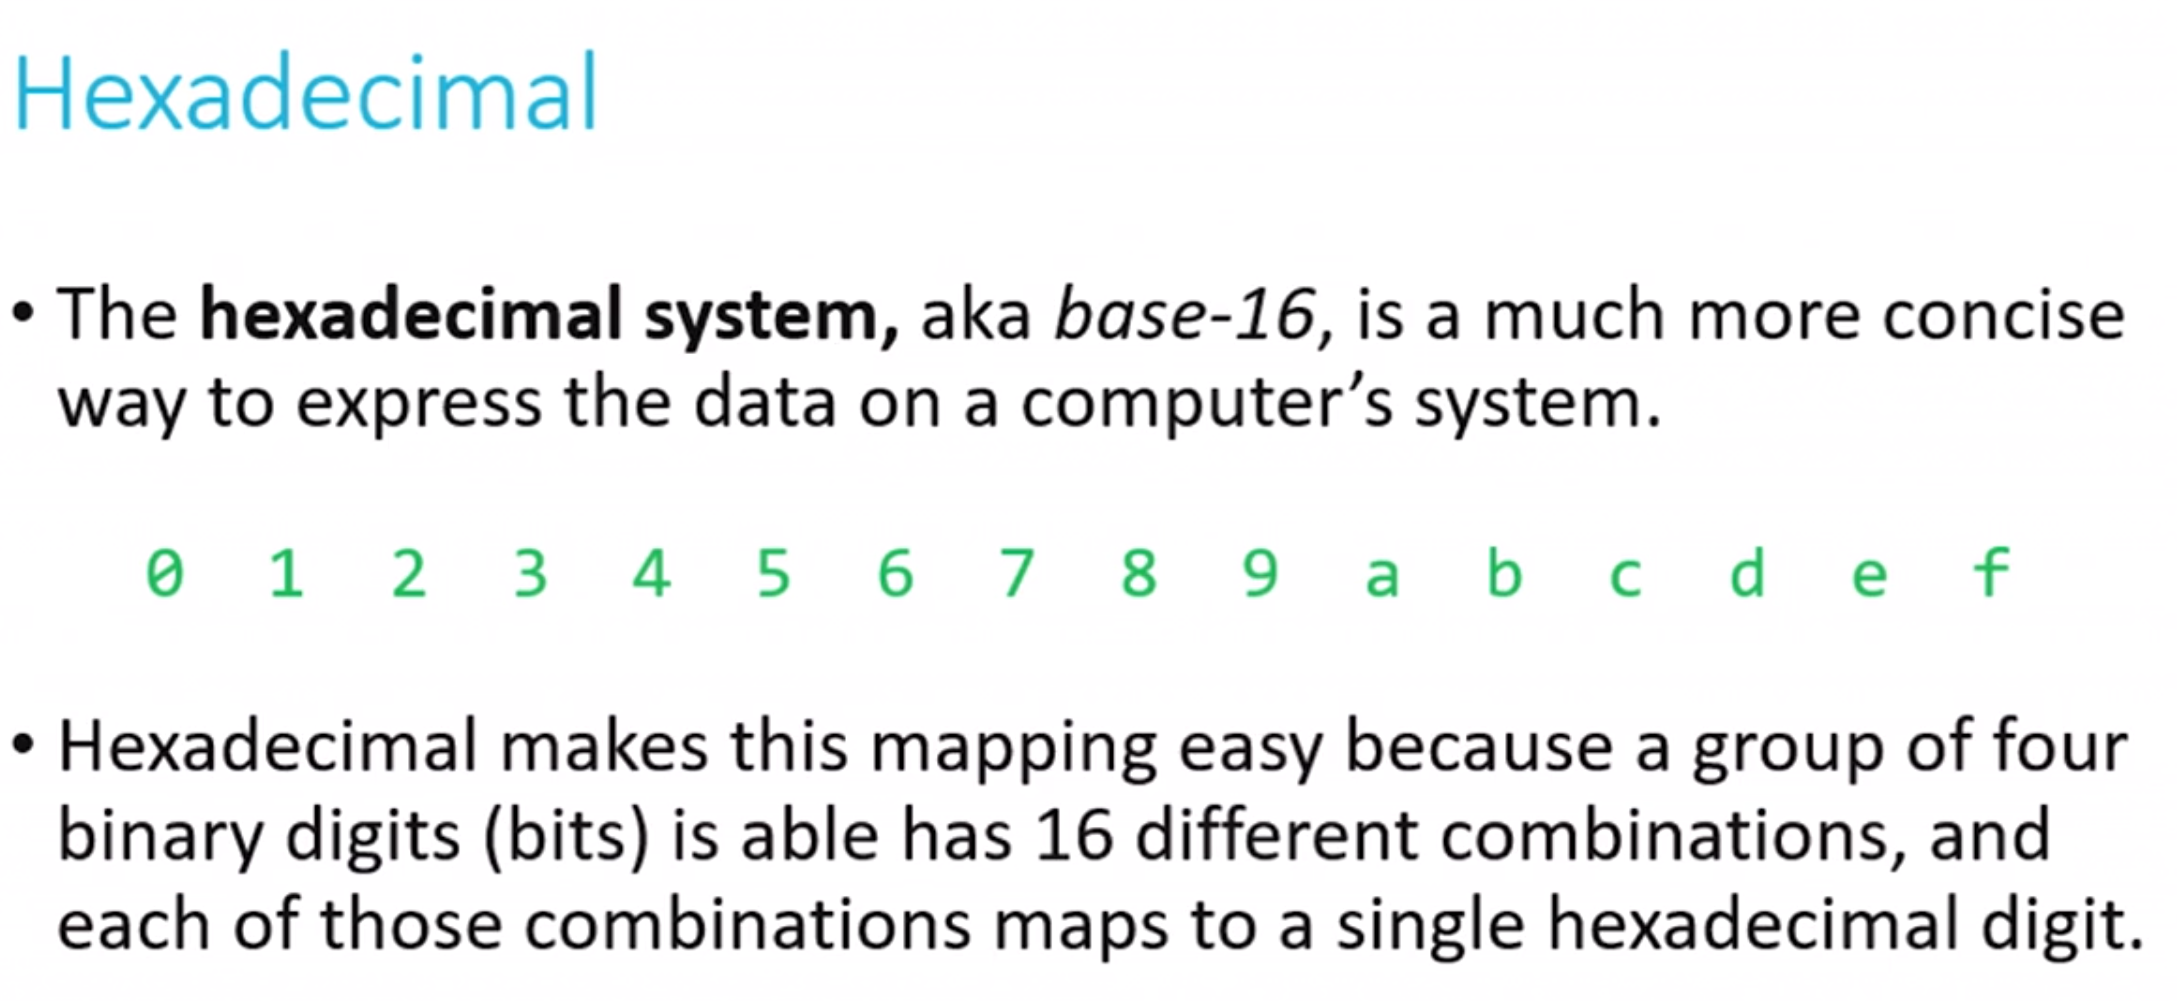 Hexadecimal
• The hexadecimal system, aka base-16, is a much more concise
way to express the data on a computer’s system.
0 1 2 3 4 5 6 7 8 9 a b c d e f
• Hexadecimal makes this mapping easy because a group of four
binary digits (bits) is able has 16 different combinations, and
each of those combinations maps to a single hexadecimal digit.